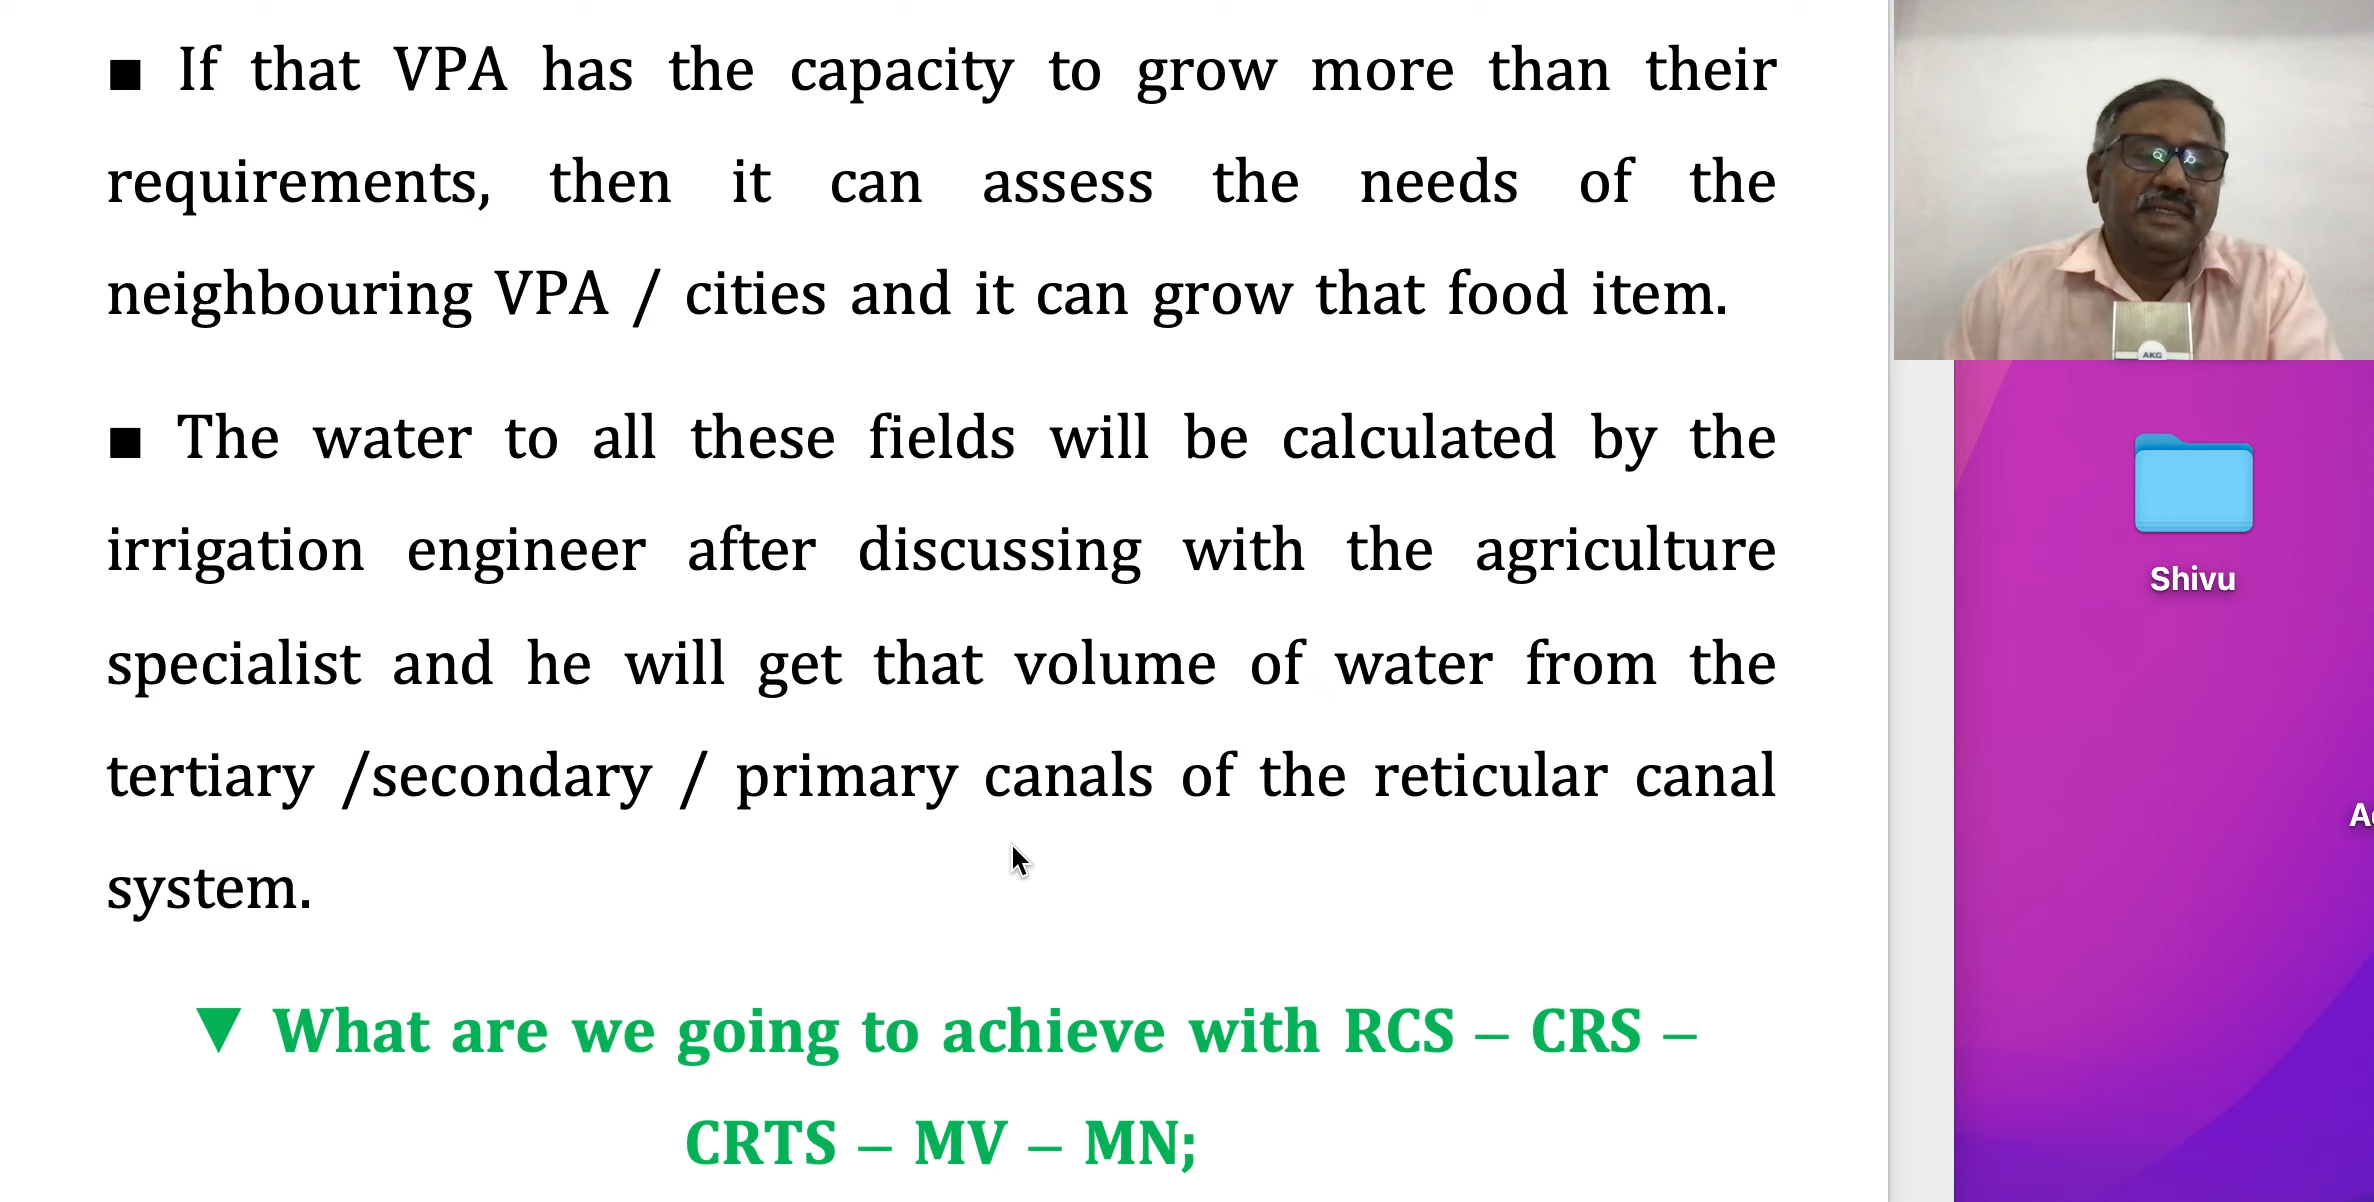 ■ If that VPA has the capacity to grow more than their
requirements, then it can assess the needs of the
neighbouring VPA / cities and it can grow that food item.
■ The water to all these fields will be calculated by the
irrigation engineer after discussing with the agriculture
specialist and he will get that volume of water from the
tertiary /secondary / primary canals of the reticular canal
system.
▼ What are we going to achieve with RCS – CRS –
CRTS – MV – MN;
AKG
Shivu